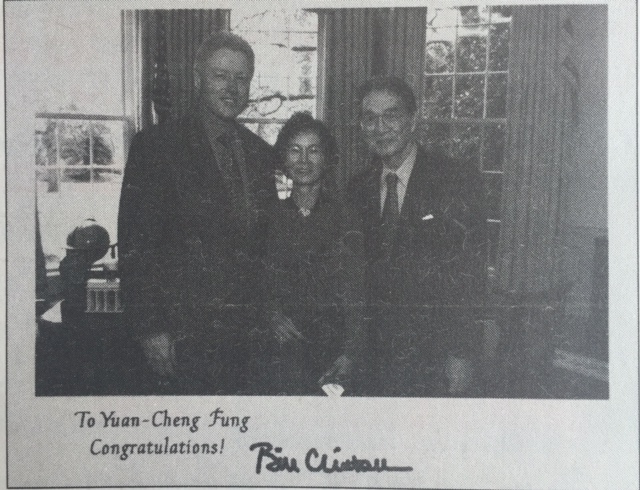 To Yuan-Cheng Fung
Congratulations!
Bill Clinton